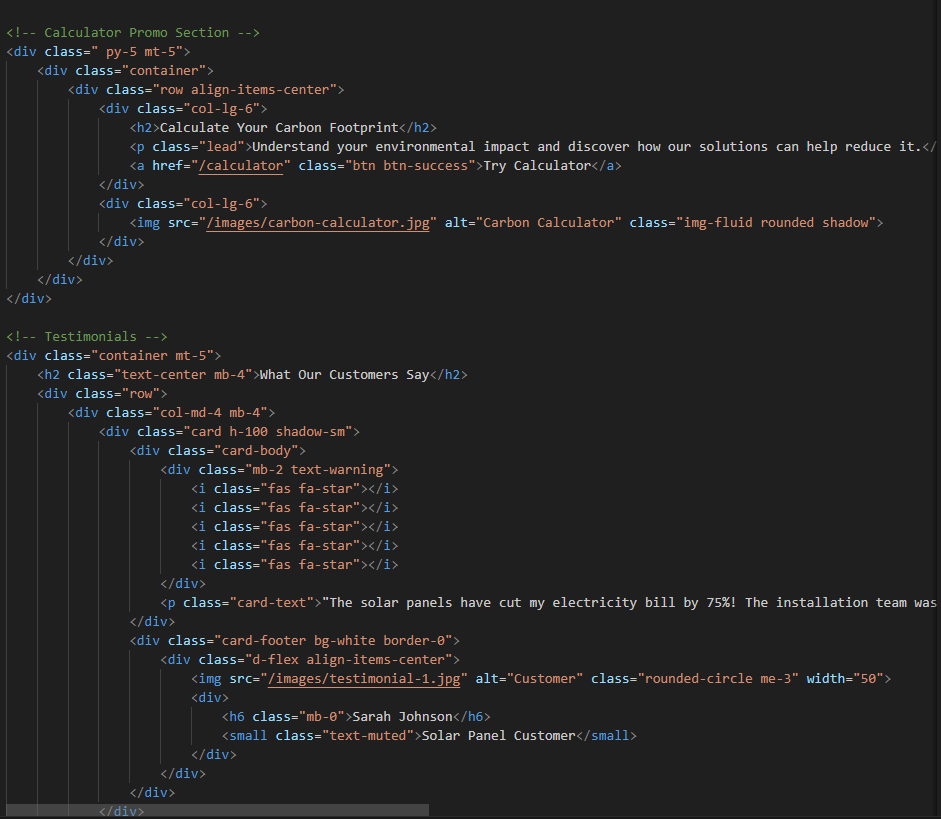 <!-- Calculator Promo Section -->
<div class=" py-5 mt-5">
    <div class="container">
        <div class="row align-items-center">
            <div class="col-lg-6">
                <h2>Calculate Your Carbon Footprint</h2>
                <p class="lead">Understand your environmental impact and discover how our solutions can help reduce it.</
                <a href="/calculator" class="btn btn-success">Try Calculator</a>
            </div>
            <div class="col-lg-6">
                <img src="/images/carbon-calculator.jpg" alt="Carbon Calculator" class="img-fluid rounded shadow">
            </div>
        </div>
    </div>
</div>

<!-- Testimonials -->
<div class="container mt-5">
    <h2 class="text-center mb-4">What Our Customers Say</h2>
    <div class="row">
        <div class="col-md-4 mb-4">
            <div class="card h-100 shadow-sm">
                <div class="card-body">
                    <div class="mb-2 text-warning">
                        <i class="fas fa-star"></i>
                        <i class="fas fa-star"></i>
                        <i class="fas fa-star"></i>
                        <i class="fas fa-star"></i>
                        <i class="fas fa-star"></i>
                    </div>
                    <p class="card-text">"The solar panels have cut my electricity bill by 75%! The installation team was
                </div>
                <div class="card-footer bg-white border-0">
                    <div class="d-flex align-items-center">
                        <img src="/images/testimonial-1.jpg" alt="Customer" class="rounded-circle me-3" width="50">
                        <div>
                            <h6 class="mb-0">Sarah Johnson</h6>
                            <small class="text-muted">Solar Panel Customer</small>
                        </div>
                    </div>
                </div>
            </div>